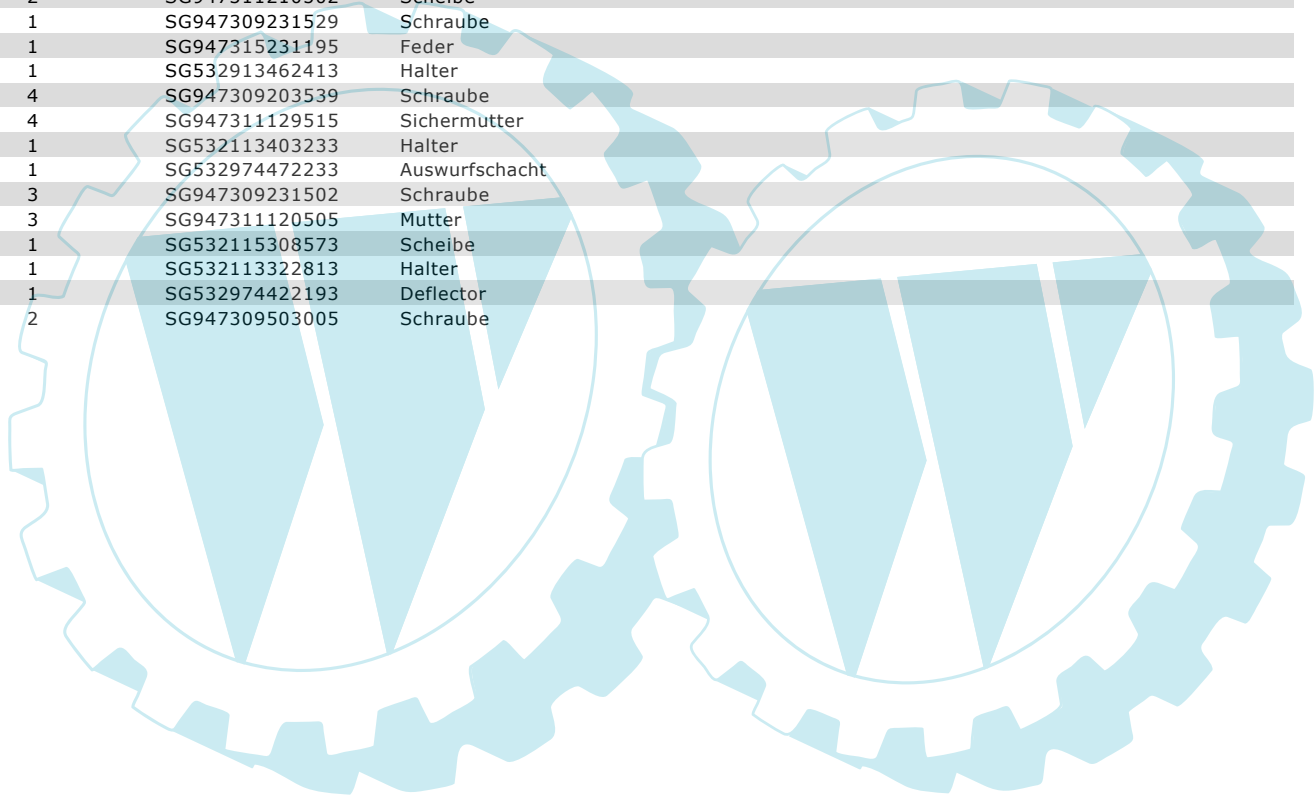 1 SG947309231529 Schraube
1 SG947315231195 Feder
1 SG532913462413 Halter
4 SG947309203539 Schraube
4 SG947311129515 Sichermutter
1 SG532113403233 Halter
1 SG532974472233 Auswurfschacht
3 SG947309231502 Schraube
3 SG947311120505 Mutter
1 SG532115308573 Scheibe
1 SG532113322813 Halter
1 SG532974422193 Deflector
2 SG947309503005 Schraube